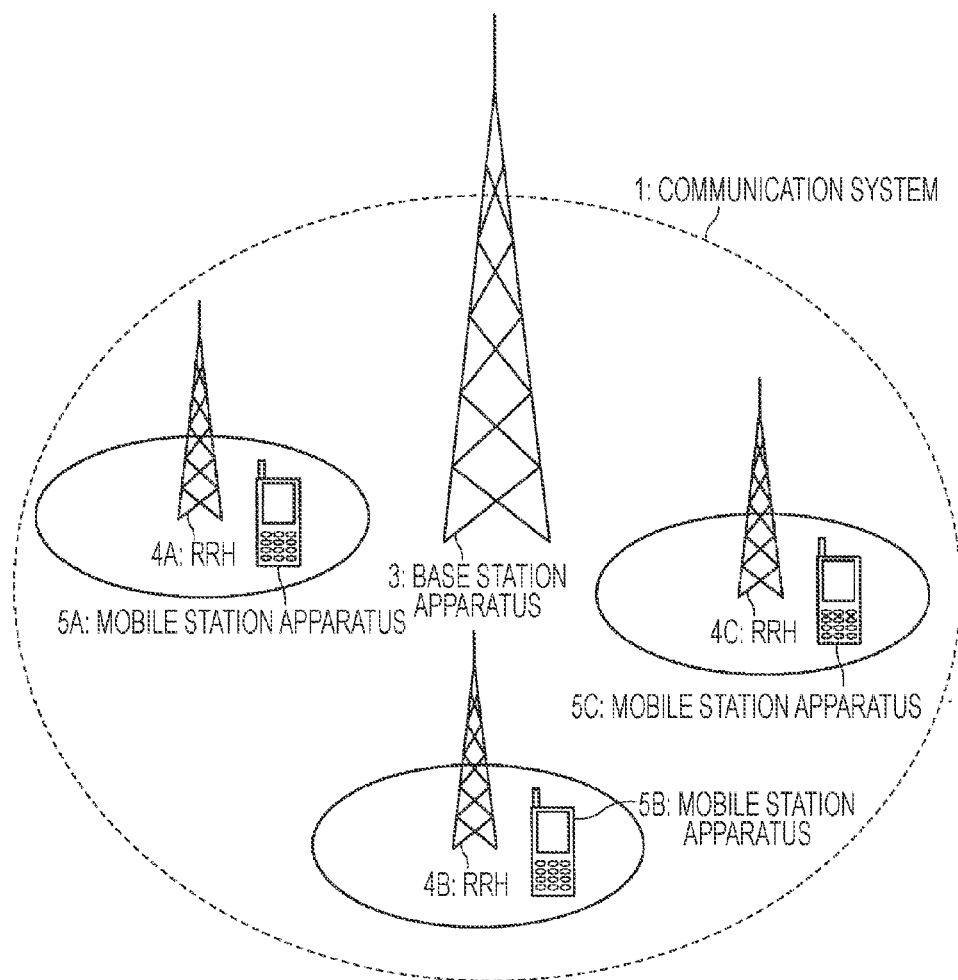 1: COMMUNICATION SYSTEM
4A: RRH
3: BASE STATION
APPARATUS
5A: MOBILE STATION APPARATUS
4C: RRH
5C: MOBILE STATION APPARATUS
5B: MOBILE STATION
APPARATUS
4B: RRH